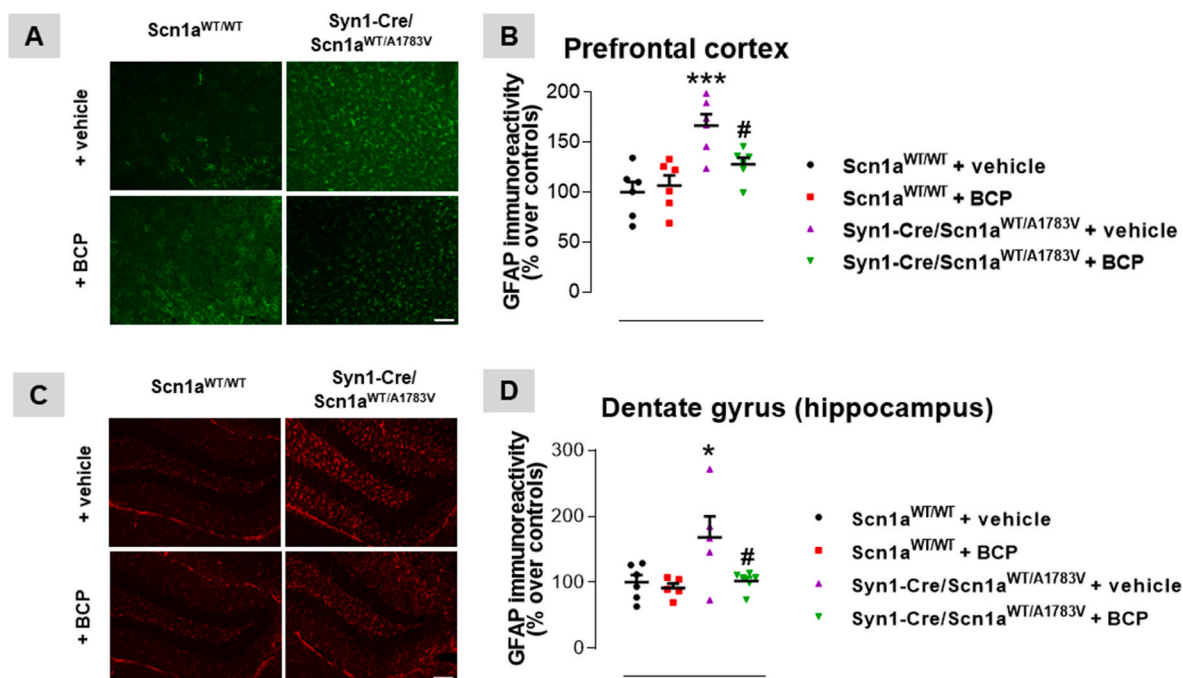 A
Scn1a^WT/WT
Syn1-Cre/
Scn1a^WT/A1783V
+ vehicle
+ BCP
B
Prefrontal cortex
GFAP immunoreactivity
(% over controls)
200
150
100
50
0
***
#
Scn1a^WT/WT + vehicle
Scn1a^WT/WT + BCP
Syn1-Cre/Scn1a^WT/A1783V + vehicle
Syn1-Cre/Scn1a^WT/A1783V + BCP
C
Scn1a^WT/WT
Syn1-Cre/
Scn1a^WT/A1783V
+ vehicle
+ BCP
D
Dentate gyrus (hippocampus)
GFAP immunoreactivity
(% over controls)
300
200
100
0
*
#
Scn1a^WT/WT + vehicle
Scn1a^WT/WT + BCP
Syn1-Cre/Scn1a^WT/A1783V + vehicle
Syn1-Cre/Scn1a^WT/A1783V + BCP